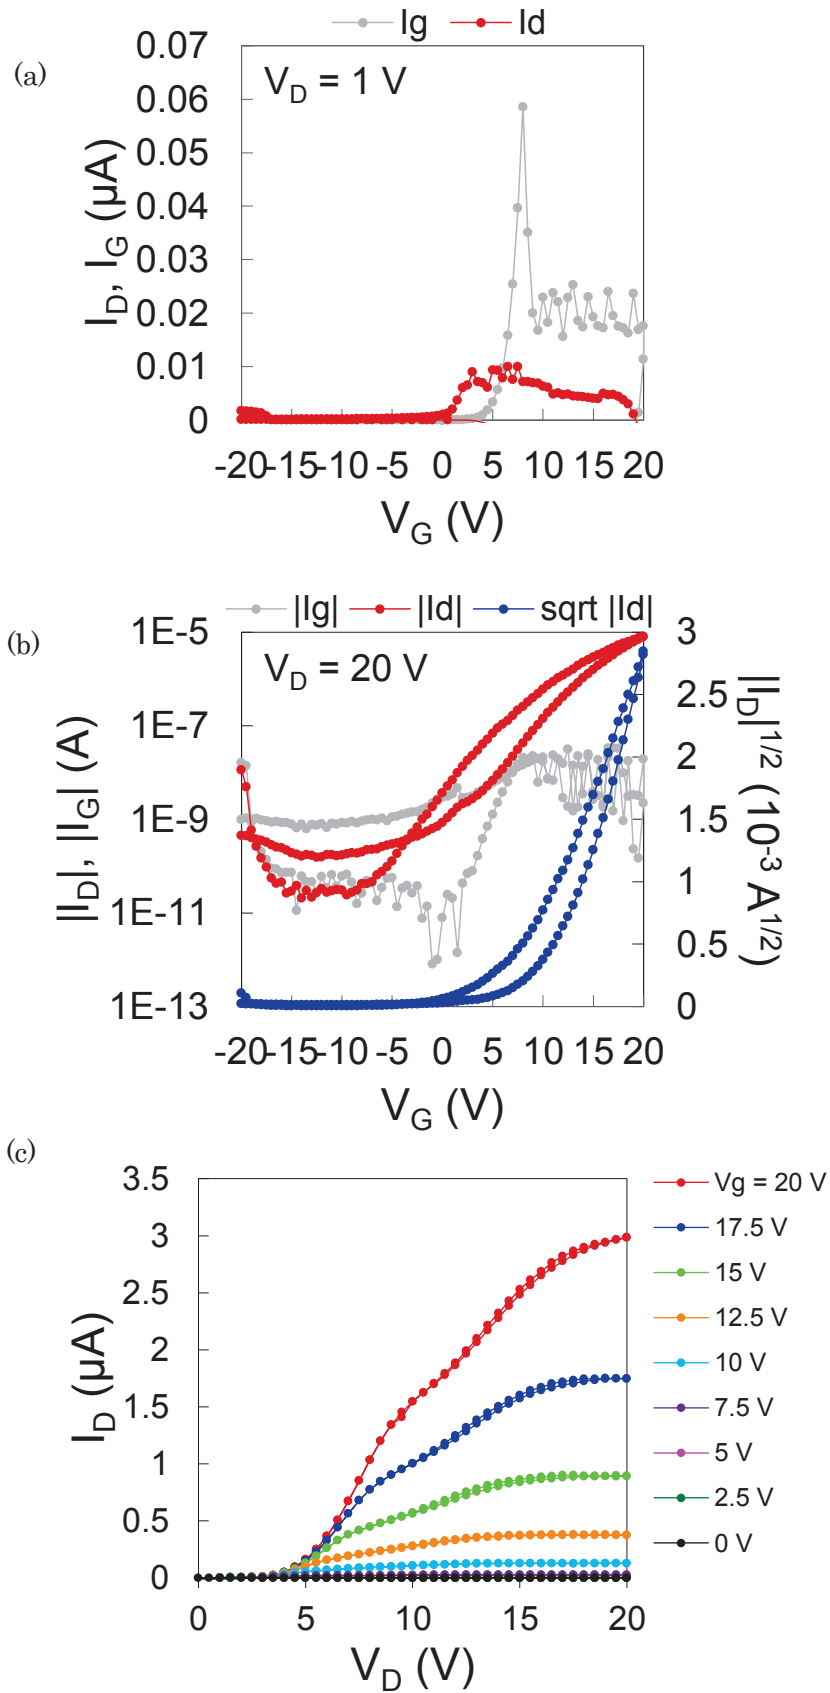 Ig Id
(a)
V_D = 1 V
0.07
0.06
0.05
0.04
0.03
0.02
0.01
0
I_D, I_G (µA)
-20 -15 -10 -5 0 5 10 15 20
V_G (V)
|Ig| |Id| sqrt |Id|
(b)
V_D = 20 V
1E-5
1E-7
1E-9
1E-11
1E-13
|I_D|, |I_G| (A)
3
2.5
2
1.5
1
0.5
0
|I_D|^1/2 (10^-3 A^1/2)
-20 -15 -10 -5 0 5 10 15 20
V_G (V)
(c)
3.5
3
2.5
2
1.5
1
0.5
0
I_D (µA)
0 5 10 15 20
V_D (V)
Vg = 20 V
17.5 V
15 V
12.5 V
10 V
7.5 V
5 V
2.5 V
0 V